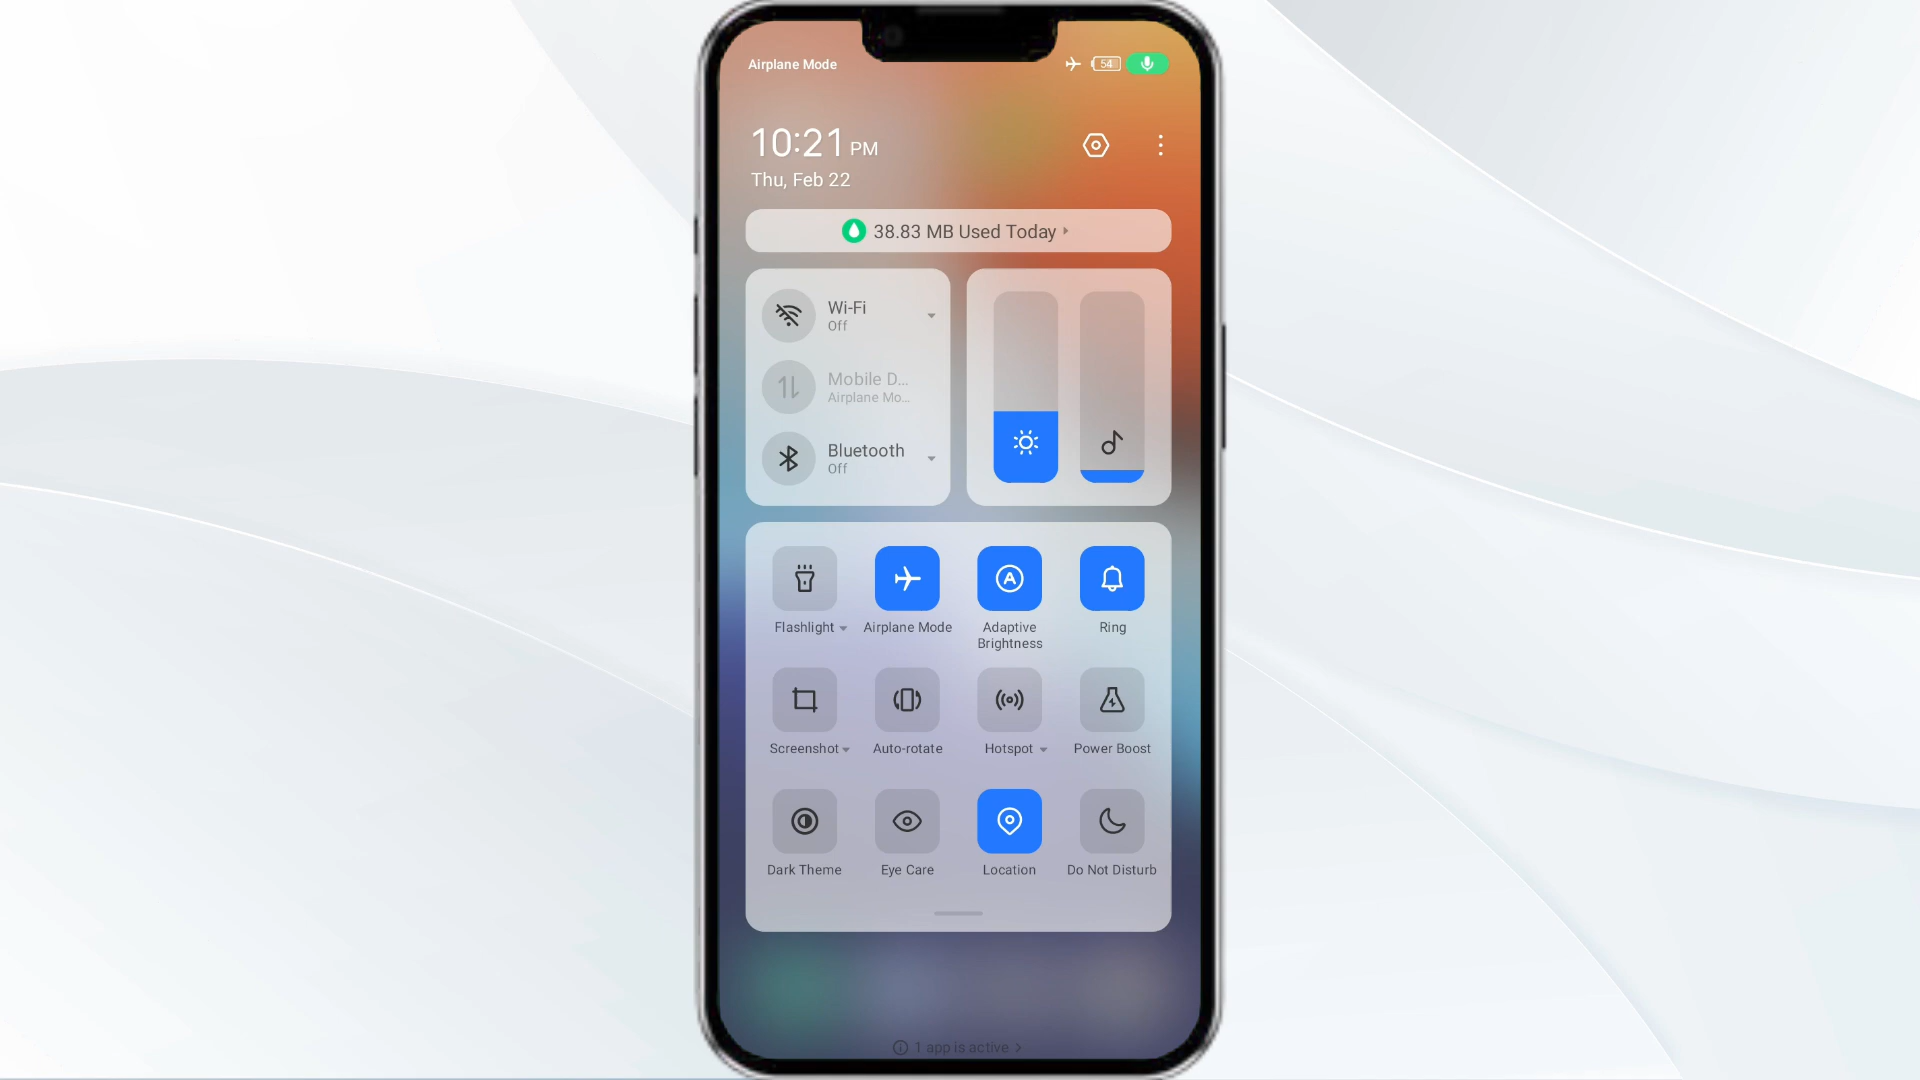 Airplane Mode
54
10:21 PM
Thu, Feb 22
38.83 MB Used Today
Wi-Fi
Off
Mobile D...
Airplane Mo...
Bluetooth
Off
Flashlight
Airplane Mode
Adaptive
Brightness
Ring
Screenshot
Auto-rotate
Hotspot
Power Boost
Dark Theme
Eye Care
Location
Do Not Disturb
1 app is active